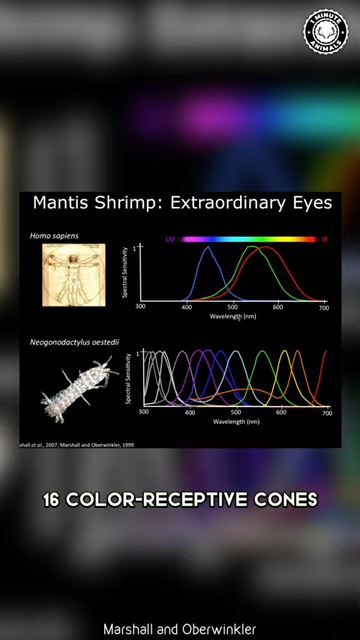 1 MINUTE
ANIMALS
Mantis Shrimp: Extraordinary Eyes
Homo sapiens
UV
IR
Spectral Sensitivity
1
400
500
600
700
Wavelength (nm)
Neogonodactylus oestedii
Spectral Sensitivity
1
300
400
500
600
700
Wavelength (nm)
shall et al., 2007; Marshall and Oberwinkler, 1999
16 COLOR-RECEPTIVE CONES
Marshall and Oberwinkler